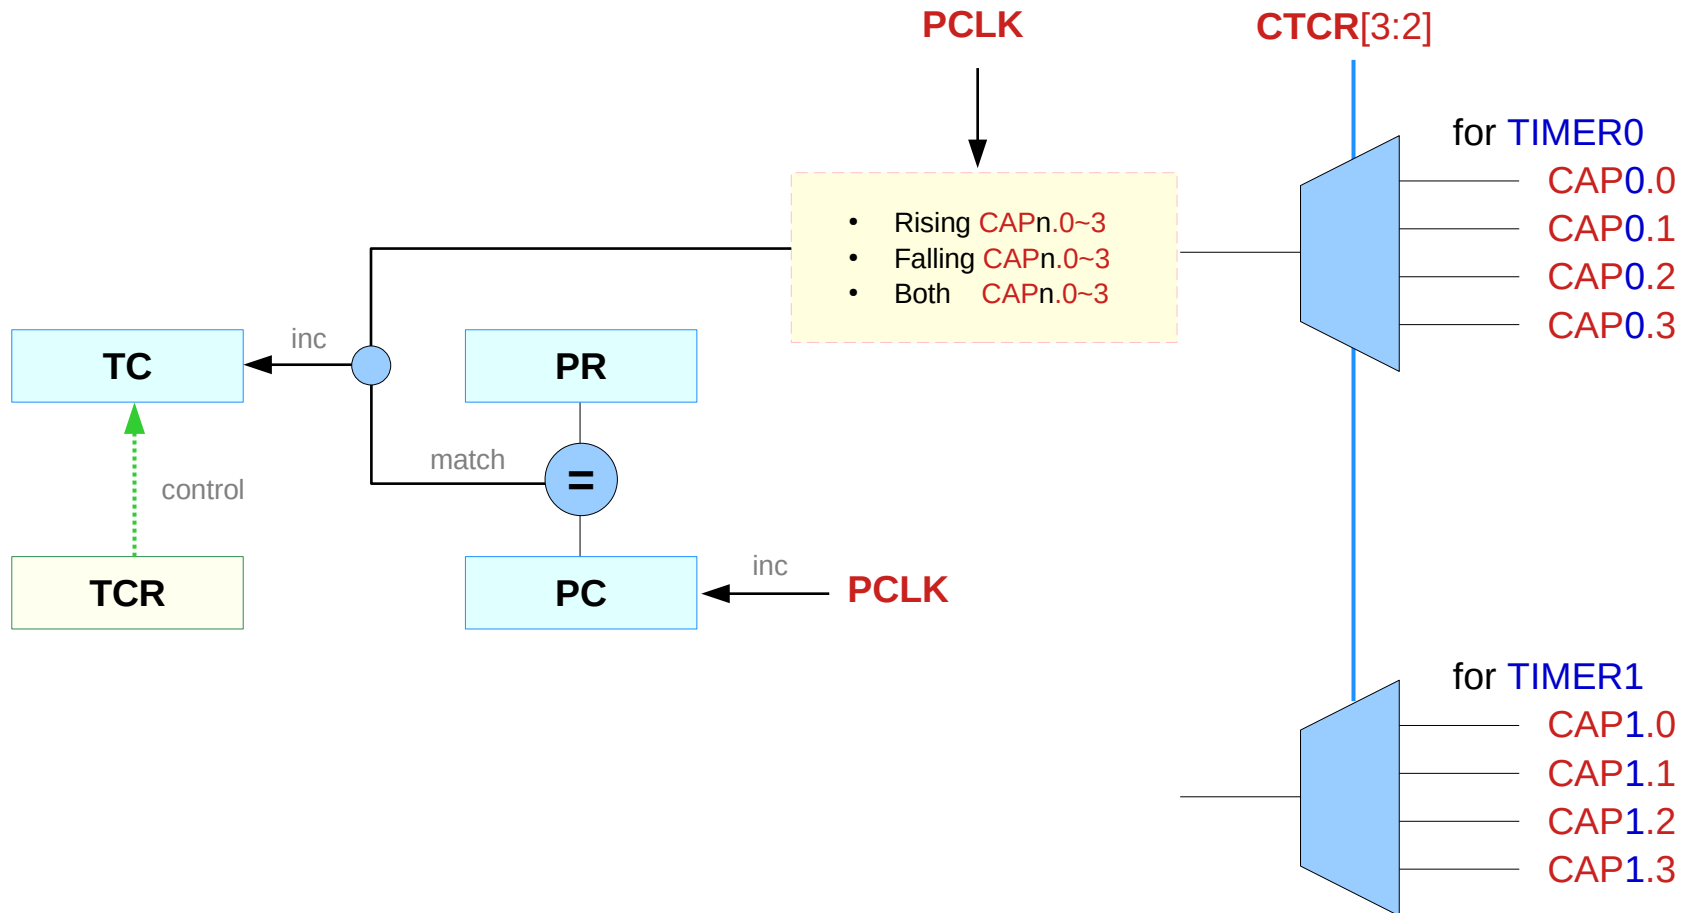 PCLK
CTCR[3:2]
for TIMER0
CAP0.0
CAP0.1
CAP0.2
CAP0.3
• Rising CAPn.0~3
• Falling CAPn.0~3
• Both CAPn.0~3
inc
TC
PR
match
=
control
TCR
PC
inc
PCLK
for TIMER1
CAP1.0
CAP1.1
CAP1.2
CAP1.3